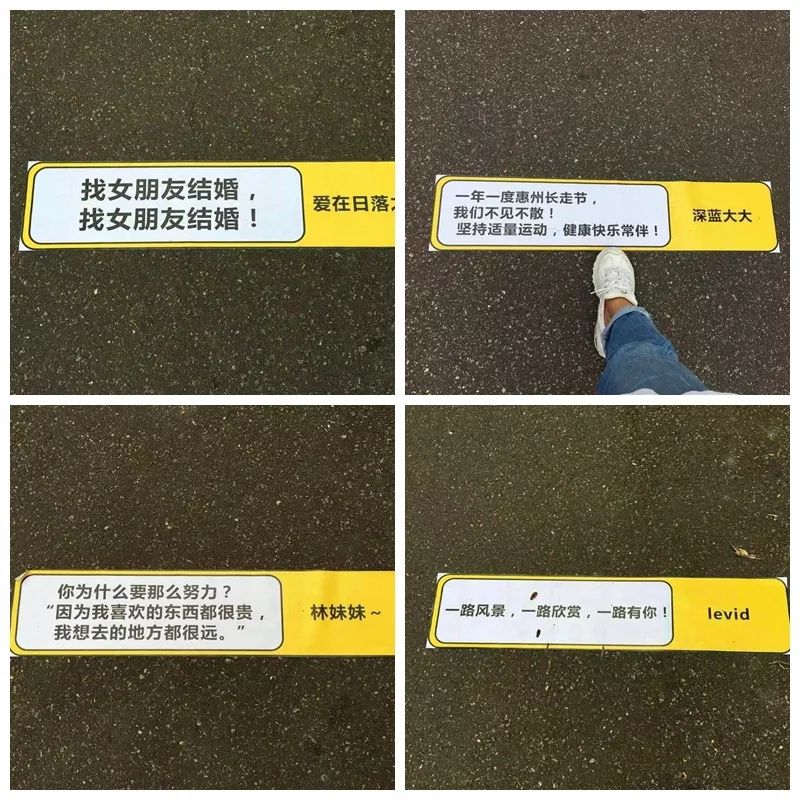 找女朋友结婚，
找女朋友结婚！
爱在日落
一年一度惠州长走节，
我们不见不散！
坚持适量运动，健康快乐常伴！
深蓝大大
你为什么要那么努力？
“因为我喜欢的东西都很贵，
我想去的地方都很远。”
林妹妹~
一路风景，一路欣赏，一路有你！
levid